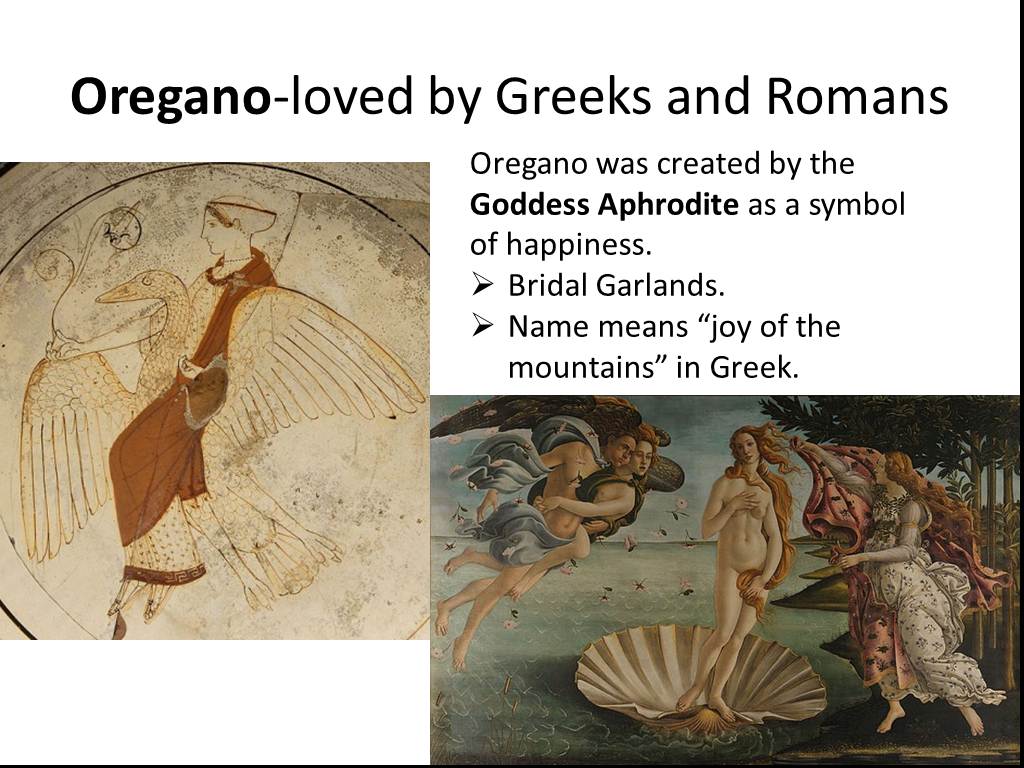 Oregano-loved by Greeks and Romans
Oregano was created by the
Goddess Aphrodite as a symbol
of happiness.
➢ Bridal Garlands.
➢ Name means “joy of the
mountains” in Greek.